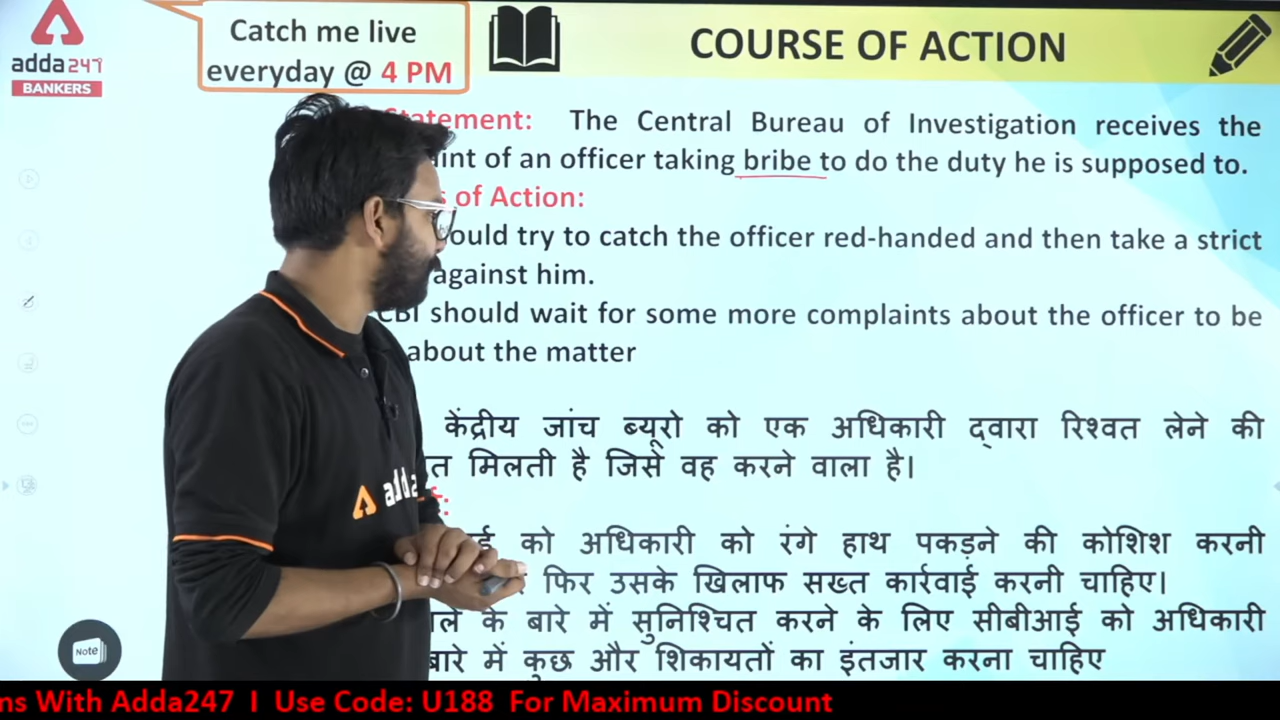 adda247
BANKERS
Catch me live
everyday @ 4 PM
COURSE OF ACTION
Statement: The Central Bureau of Investigation receives the
of an officer taking bribe to do the duty he is supposed to.
of Action:
try to catch the officer red-handed and then take a strict
against him.
CBI should wait for some more complaints about the officer to be
about the matter
केंद्रीय जांच ब्यूरो को एक अधिकारी द्वारा रिश्वत लेने की
मिलती है जिसे वह करने वाला है।
adda
को अधिकारी को रंगे हाथ पकड़ने की कोशिश करनी
फिर उसके खिलाफ सख्त कार्रवाई करनी चाहिए।
के बारे में सुनिश्चित करने के लिए सीबीआई को अधिकारी
बारे में कुछ और शिकायतों का इंतजार करना चाहिए
Note
With Adda247 I Use Code: U188 For Maximum Discount